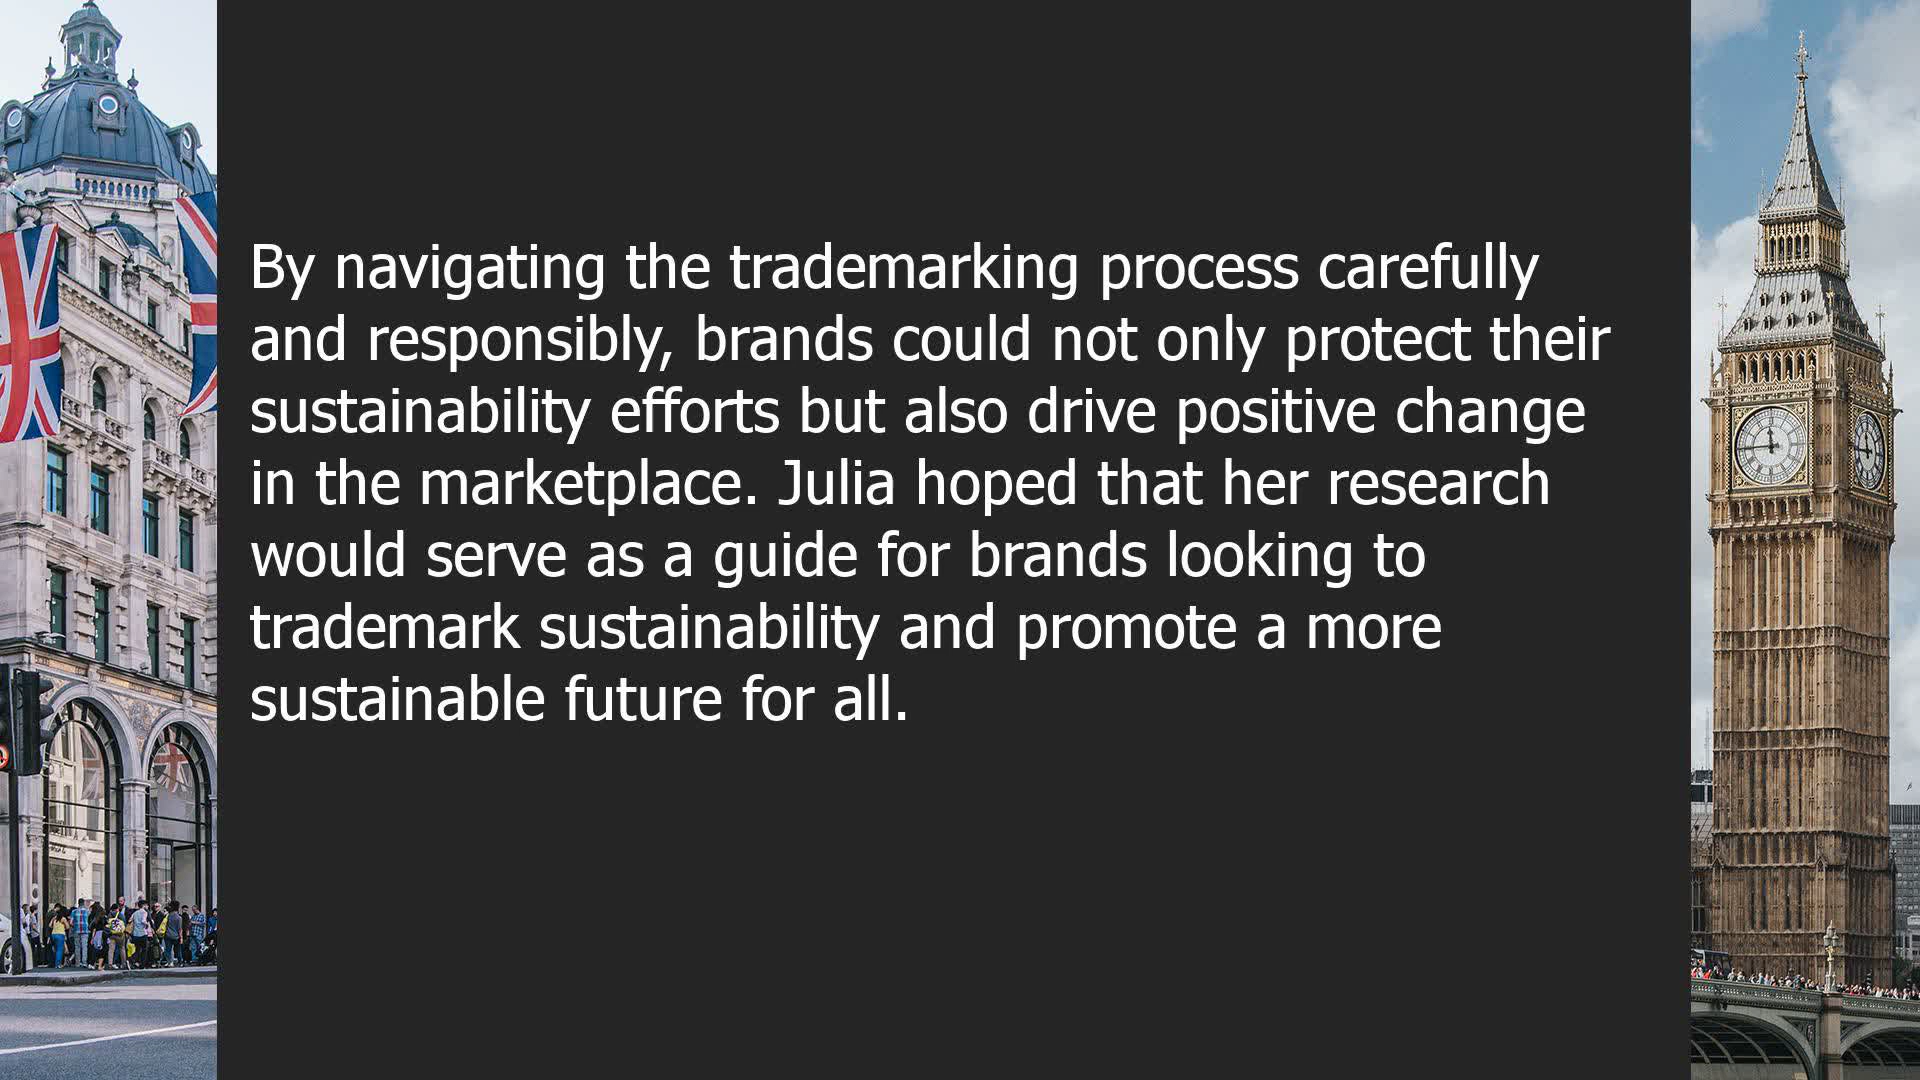 By navigating the trademarking process carefully
and responsibly, brands could not only protect their
sustainability efforts but also drive positive change
in the marketplace. Julia hoped that her research
would serve as a guide for brands looking to
trademark sustainability and promote a more
sustainable future for all.